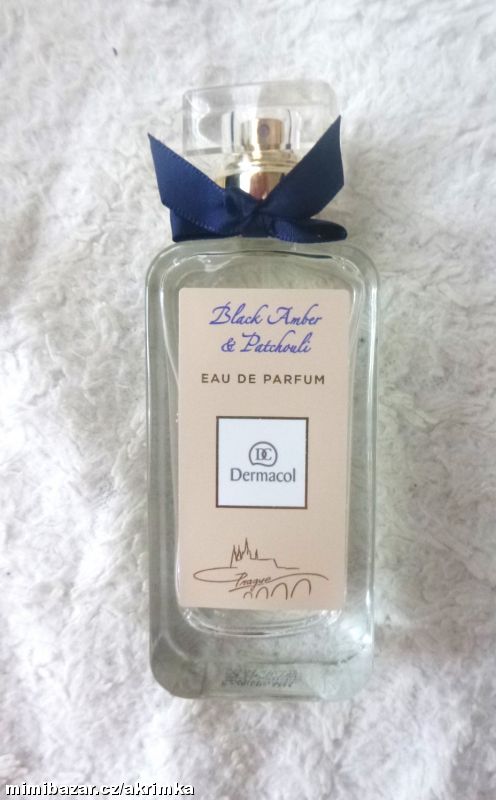 Black Amber
& Patchouli
EAU DE PARFUM
DC
Dermacol
Prague
mimibazar.cz/akrimka